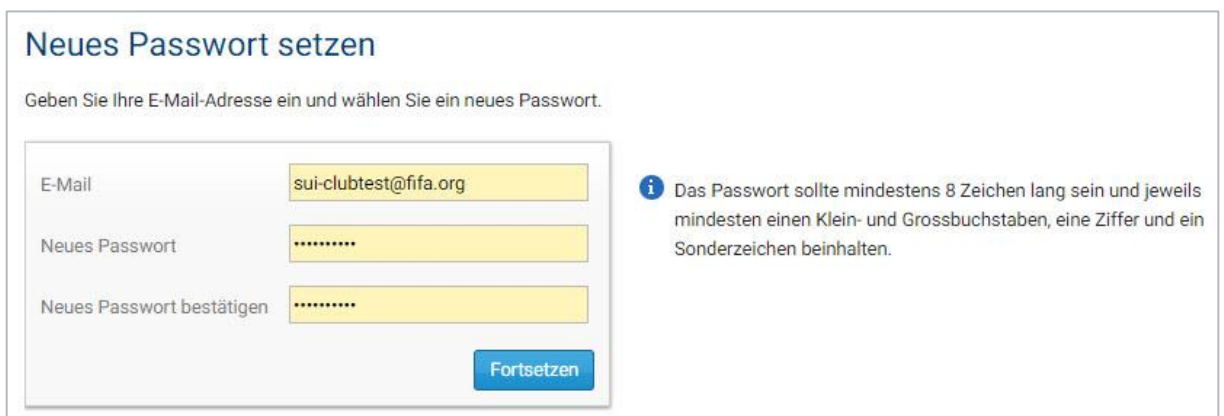 Neues Passwort setzen
Geben Sie Ihre E-Mail-Adresse ein und wählen Sie ein neues Passwort.
E-Mail
sui-clubtest@fifa.org
Neues Passwort
••••••••••
Neues Passwort bestätigen
••••••••••
Fortsetzen
Das Passwort sollte mindestens 8 Zeichen lang sein und jeweils
mindesten einen Klein- und Grossbuchstaben, eine Ziffer und ein
Sonderzeichen beinhalten.